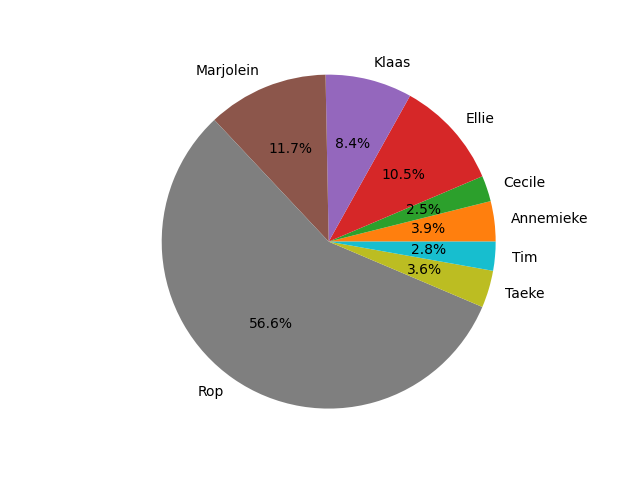 Klaas
Marjolein
Ellie
8.4%
11.7%
10.5%
Cecile
2.5%
Annemieke
3.9%
2.8%
Tim
3.6%
Taeke
56.6%
Rop